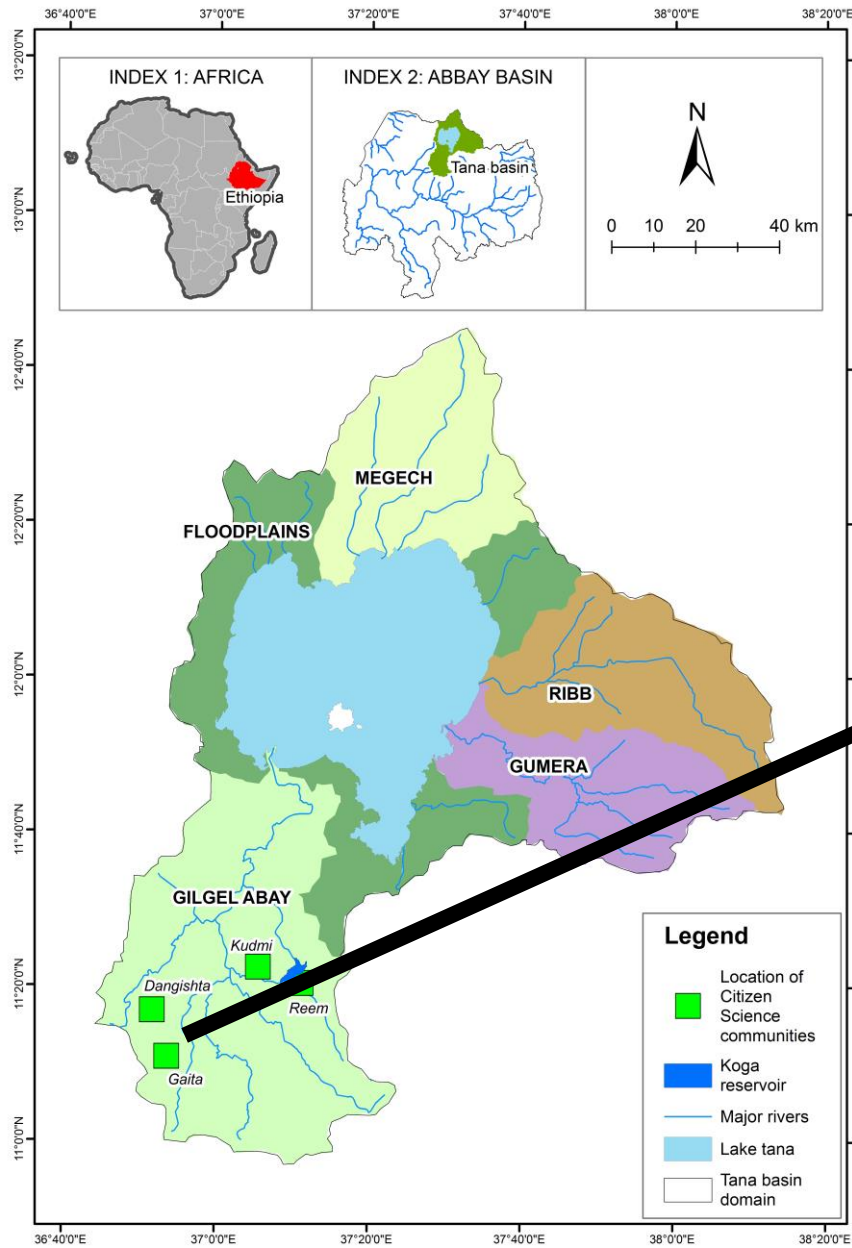 36°40'0"E 37°0'0"E 37°20'0"E 37°40'0"E 38°0'0"E 38°20'0"E
13°20'0"N
INDEX 1: AFRICA
Ethiopia
INDEX 2: ABBAY BASIN
Tana basin
N
0 10 20 40 km
13°0'0"N
12°40'0"N
MEGECH
FLOODPLAINS
12°20'0"N
12°0'0"N
RIBB
GUMERA
11°40'0"N
GILGEL ABAY
Kudmi
Dangishta
11°20'0"N
Reem
Gaita
11°0'0"N
Legend
Location of
Citizen
Science
communities
Koga
reservoir
Major rivers
Lake tana
Tana basin
domain
36°40'0"E 37°0'0"E 37°20'0"E 37°40'0"E 38°0'0"E 38°20'0"E